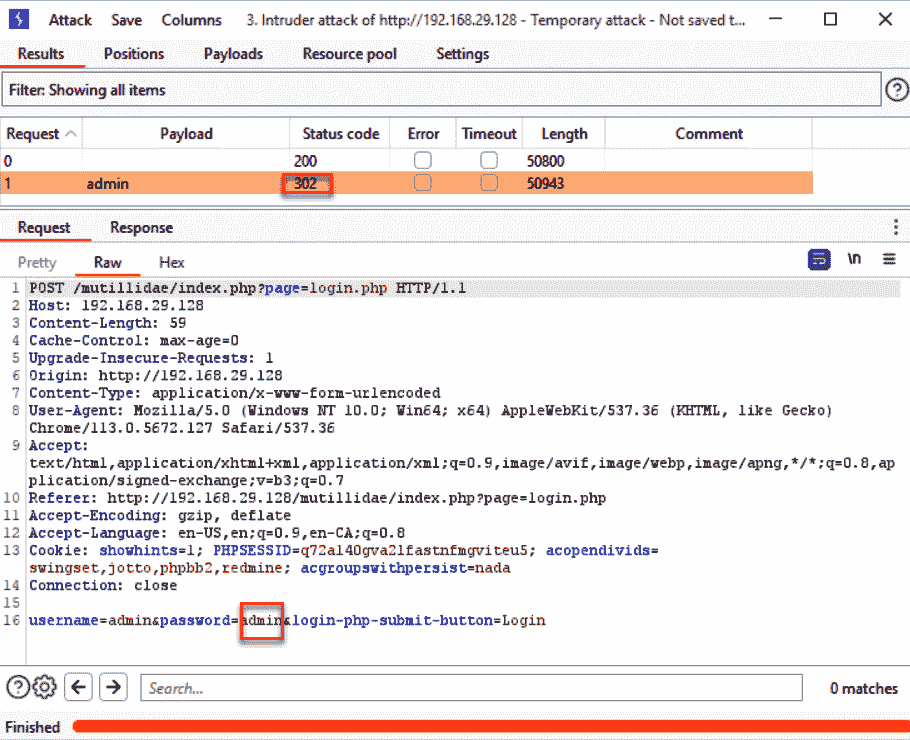 Attack Save Columns 3. Intruder attack of http://192.168.29.128 - Temporary attack - Not saved t...
Results Positions Payloads Resource pool Settings
Filter: Showing all items ?
Request Payload Status code Error Timeout Length Comment
0 200 50800
1 admin 302 50943
Request Response
Pretty Raw Hex \n
1 POST /mutillidae/index.php?page=login.php HTTP/1.1
2 Host: 192.168.29.128
3 Content-Length: 59
4 Cache-Control: max-age=0
5 Upgrade-Insecure-Requests: 1
6 Origin: http://192.168.29.128
7 Content-Type: application/x-www-form-urlencoded
8 User-Agent: Mozilla/5.0 (Windows NT 10.0; Win64; x64) AppleWebKit/537.36 (KHTML, like Gecko)
Chrome/113.0.5672.127 Safari/537.36
9 Accept:
text/html,application/xhtml+xml,application/xml;q=0.9,image/avif,image/webp,image/apng,*/*;q=0.8,ap
plication/signed-exchange;v=b3;q=0.7
10 Referer: http://192.168.29.128/mutillidae/index.php?page=login.php
11 Accept-Encoding: gzip, deflate
12 Accept-Language: en-US,en;q=0.9,en-CA;q=0.8
13 Cookie: showhints=1; PHPSESSID=q72al40gva2lfastnfmgviteu5; acopendivids=
swingset,jotto,phpbb2,redmine; acgroupswithpersist=nada
14 Connection: close
15
16 username=admin&password=admin&login-php-submit-button=Login
? Search... 0 matches
Finished